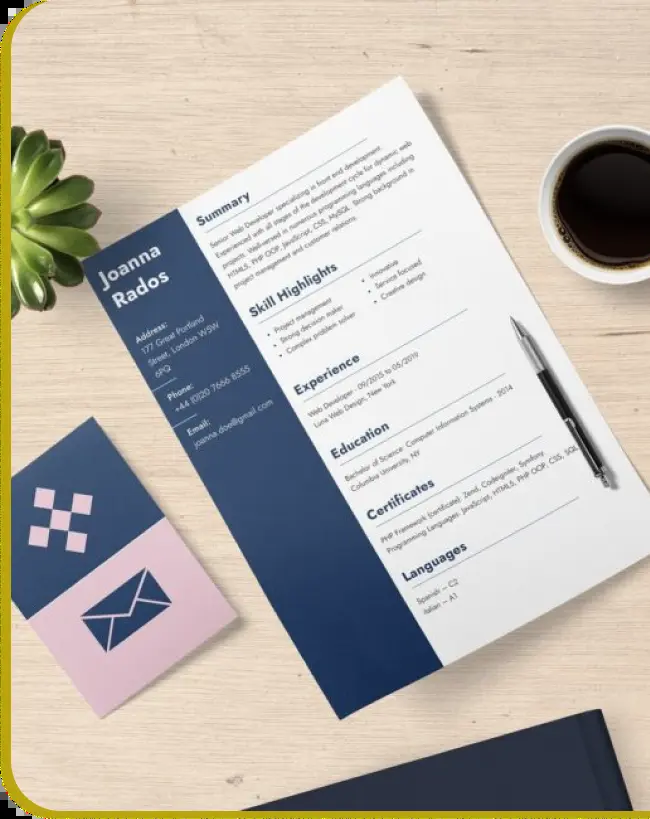 Joanna
Rados
Address:
177 Great Portland
Street, London W5W
6PQ
Phone:
+44 (0)20 7666 8555
Email:
joanna.doe@gmail.com
Summary
Senior Web Developer specializing in front end development.
Experienced with all stages of the development cycle for dynamic web
projects. Well-versed in numerous programming languages including
HTML5, PHP OOP, JavaScript, CSS, MySQL. Strong background in
project management and customer relations.
Skill Highlights
• Project management
• Strong decision maker
• Complex problem solver
• Innovative
• Service focused
• Creative design
Experience
Web Developer - 09/2015 to 05/2019
Luna Web Design, New York
Education
Bachelor of Science: Computer Information Systems - 2014
Columbia University, NY
Certificates
PHP Framework (certificate): Zend, Codeigniter, Symfony
Programming Languages: JavaScript, HTML5, PHP OOP, CSS, SQL
Languages
Spanish – C2
Italian – A1